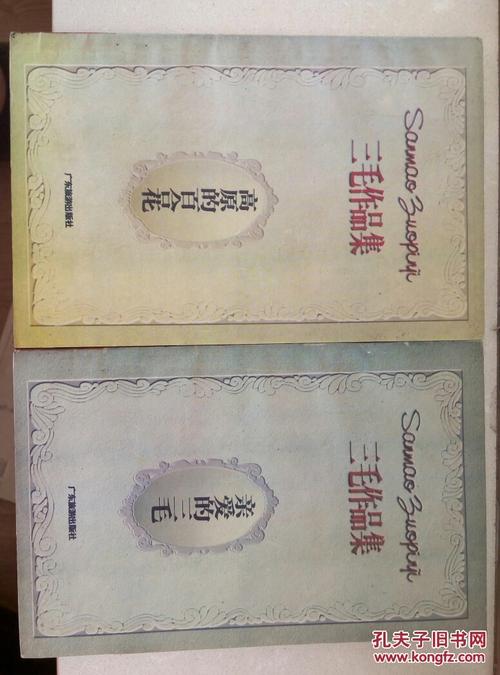 Sanmao Zuopinji
三毛作品集
高原的百合花
广东旅游出版社
Sanmao Zuopinji
三毛作品集
亲爱的三毛
广东旅游出版社
孔夫子旧书网
www.kongfz.com